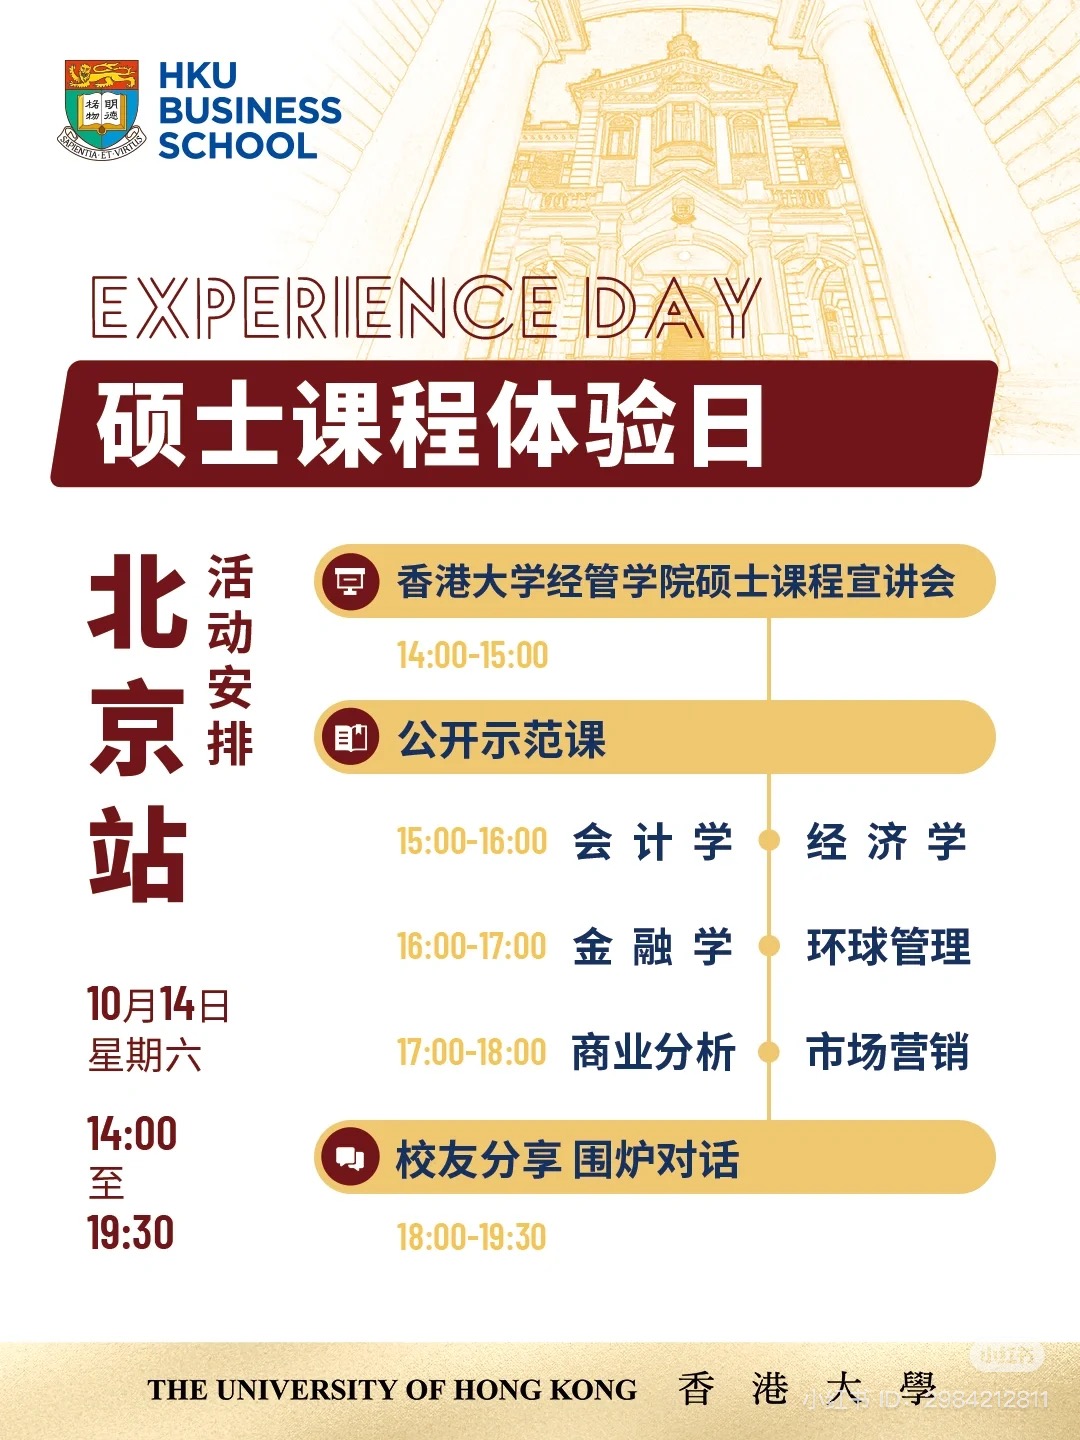 HKU
BUSINESS
SCHOOL
明德
格物
SAPIENTIA·ET·VIRTUS
EXPERIENCE DAY
硕士课程体验日
北京站
活动安排
10月14日
星期六
14:00
至
19:30
香港大学经管学院硕士课程宣讲会
14:00-15:00
公开示范课
15:00-16:00 会计学 经济学
16:00-17:00 金融学 环球管理
17:00-18:00 商业分析 市场营销
校友分享 围炉对话
18:00-19:30
THE UNIVERSITY OF HONG KONG 香港大學
小红书
小红书 ID: 2984212811